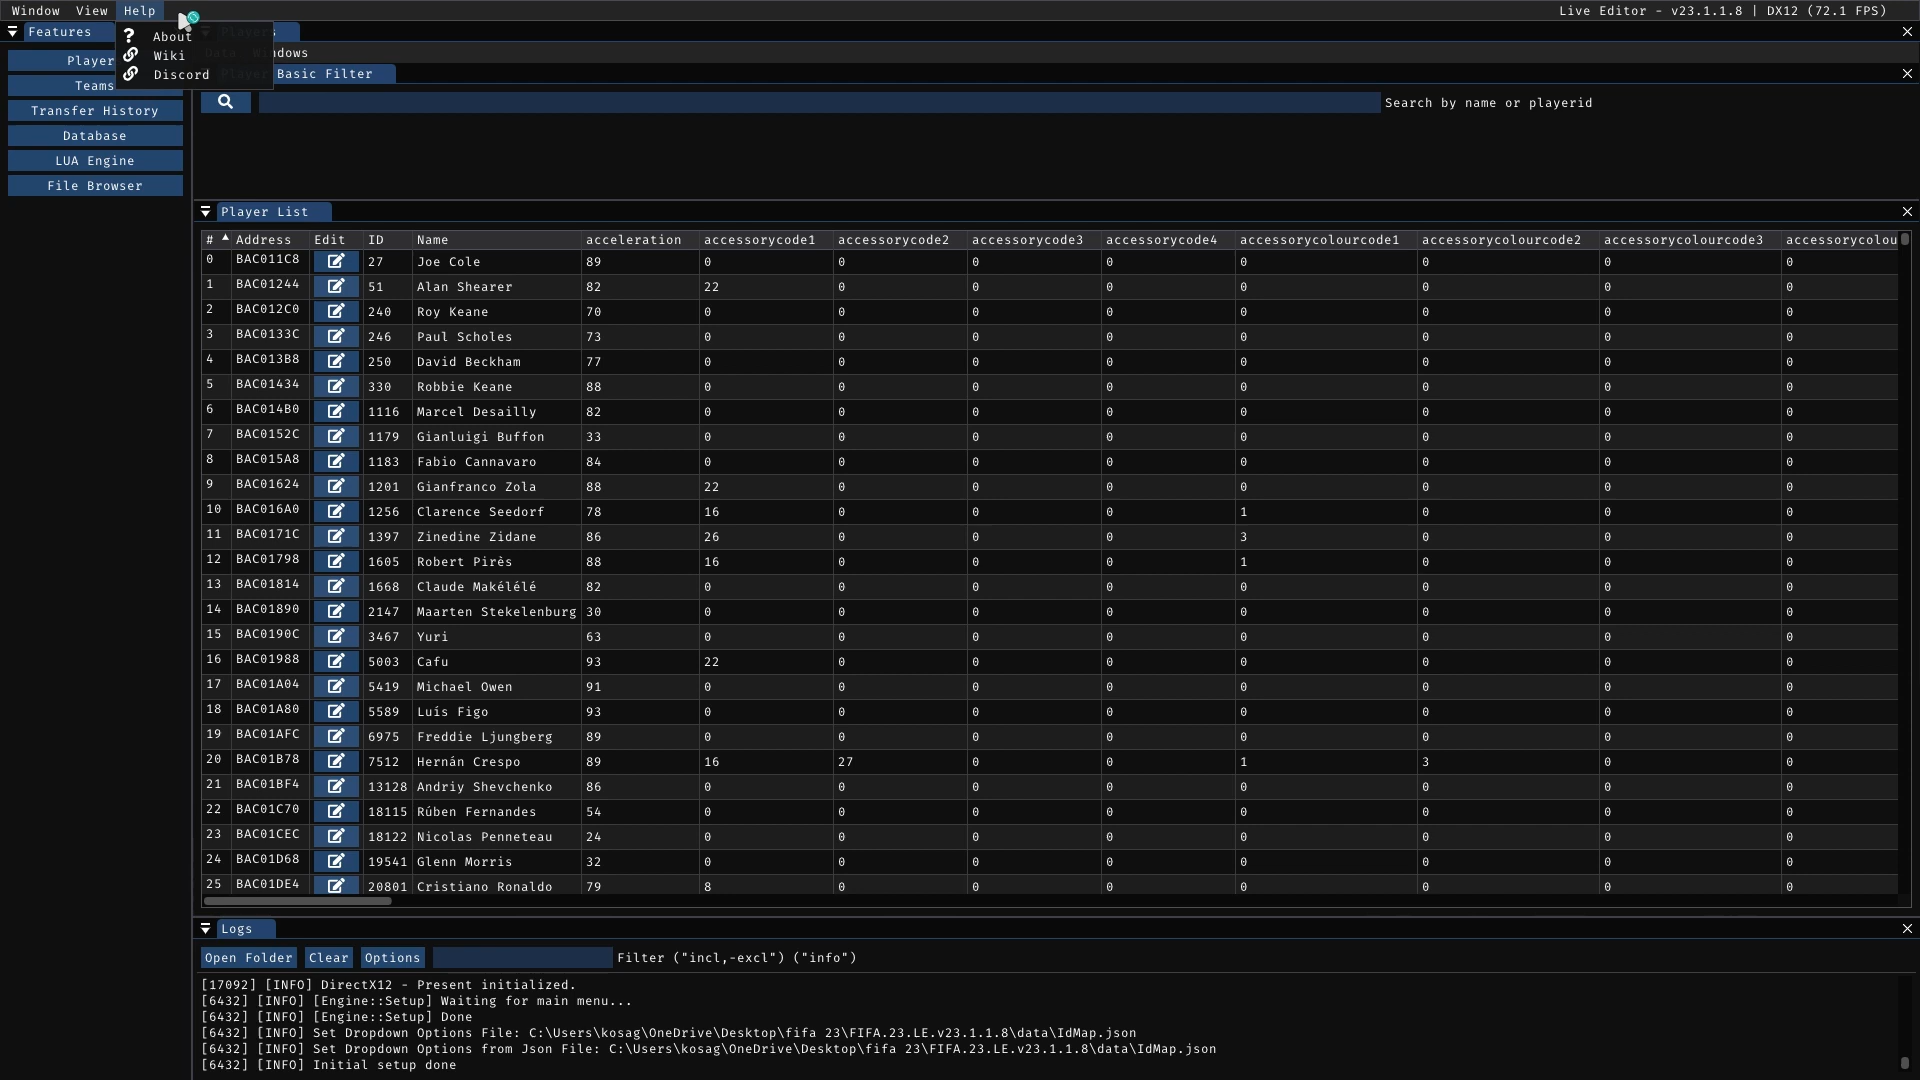 Window View Help Live Editor - v23.1.1.8 | DX12 (72.1 FPS)
Features
About
Wiki
Discord
Windows
Basic Filter
Player
Teams
Transfer History
Database
LUA Engine
File Browser
Search by name or playerid
Player List
# Address Edit ID Name acceleration accessorycode1 accessorycode2 accessorycode3 accessorycode4 accessorycolourcode1 accessorycolourcode2 accessorycolourcode3 accessorycolou
0 BAC011C8 27 Joe Cole 89 0 0 0 0 0 0 0 0
1 BAC01244 51 Alan Shearer 82 22 0 0 0 0 0 0 0
2 BAC012C0 240 Roy Keane 70 0 0 0 0 0 0 0 0
3 BAC0133C 246 Paul Scholes 73 0 0 0 0 0 0 0 0
4 BAC013B8 250 David Beckham 77 0 0 0 0 0 0 0 0
5 BAC01434 330 Robbie Keane 88 0 0 0 0 0 0 0 0
6 BAC014B0 1116 Marcel Desailly 82 0 0 0 0 0 0 0 0
7 BAC0152C 1179 Gianluigi Buffon 33 0 0 0 0 0 0 0 0
8 BAC015A8 1183 Fabio Cannavaro 84 0 0 0 0 0 0 0 0
9 BAC01624 1201 Gianfranco Zola 88 22 0 0 0 0 0 0 0
10 BAC016A0 1256 Clarence Seedorf 78 16 0 0 0 1 0 0 0
11 BAC0171C 1397 Zinedine Zidane 86 26 0 0 0 3 0 0 0
12 BAC01798 1605 Robert Pirès 88 16 0 0 0 1 0 0 0
13 BAC01814 1668 Claude Makélélé 82 0 0 0 0 0 0 0 0
14 BAC01890 2147 Maarten Stekelenburg 30 0 0 0 0 0 0 0 0
15 BAC0190C 3467 Yuri 63 0 0 0 0 0 0 0 0
16 BAC01988 5003 Cafu 93 22 0 0 0 0 0 0 0
17 BAC01A04 5419 Michael Owen 91 0 0 0 0 0 0 0 0
18 BAC01A80 5589 Luís Figo 93 0 0 0 0 0 0 0 0
19 BAC01AFC 6975 Freddie Ljungberg 89 0 0 0 0 0 0 0 0
20 BAC01B78 7512 Hernán Crespo 89 16 27 0 0 1 3 0 0
21 BAC01BF4 13128 Andriy Shevchenko 86 0 0 0 0 0 0 0 0
22 BAC01C70 18115 Rúben Fernandes 54 0 0 0 0 0 0 0 0
23 BAC01CEC 18122 Nicolas Penneteau 24 0 0 0 0 0 0 0 0
24 BAC01D68 19541 Glenn Morris 32 0 0 0 0 0 0 0 0
25 BAC01DE4 20801 Cristiano Ronaldo 79 8 0 0 0 0 0 0 0
Logs
Open Folder Clear Options Filter ("incl,-excl") ("info")
[17092] [INFO] DirectX12 - Present initialized.
[6432] [INFO] [Engine::Setup] Waiting for main menu...
[6432] [INFO] [Engine::Setup] Done
[6432] [INFO] Set Dropdown Options File: C:\Users\kosag\OneDrive\Desktop\fifa 23\FIFA.23.LE.v23.1.1.8\data\IdMap.json
[6432] [INFO] Set Dropdown Options from Json File: C:\Users\kosag\OneDrive\Desktop\fifa 23\FIFA.23.LE.v23.1.1.8\data\IdMap.json
[6432] [INFO] Initial setup done